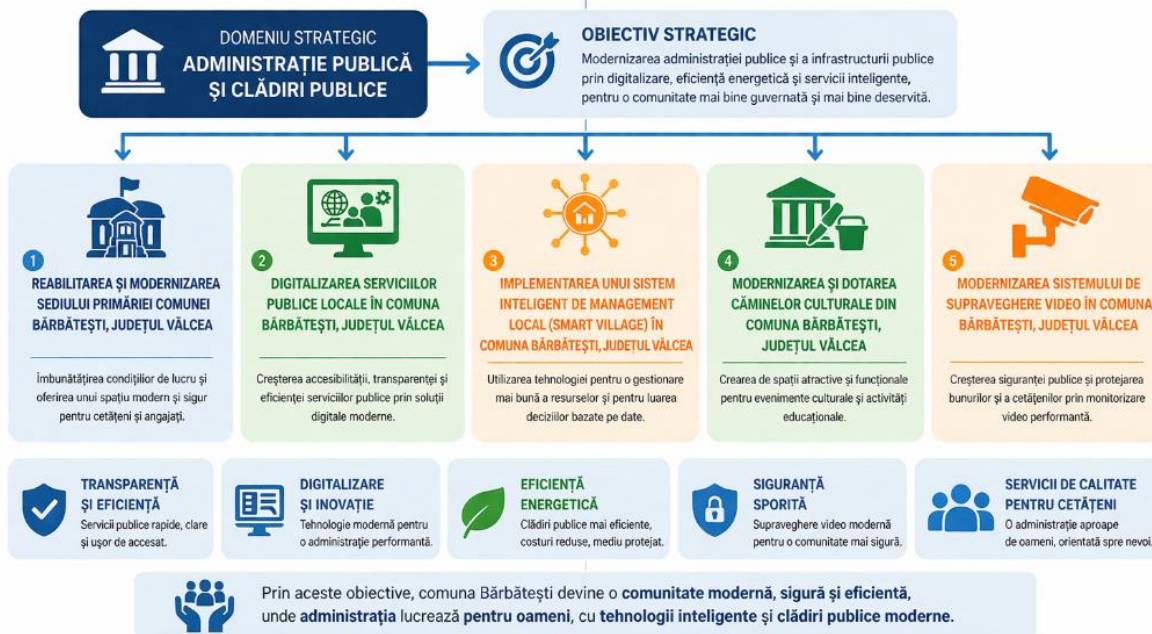 DOMENIU STRATEGIC
ADMINISTRAȚIE PUBLICĂ
ȘI CLĂDIRI PUBLICE
OBIECTIV STRATEGIC
Modernizarea administrației publice și a infrastructurii publice
prin digitalizare, eficiență energetică și servicii inteligente,
pentru o comunitate mai bine guvernată și mai bine deservită.
1
REABILITAREA ȘI MODERNIZAREA
SEDIULUI PRIMĂRIEI COMUNEI
BĂRBĂTEȘTI, JUDEȚUL VÂLCEA
Îmbunătățirea condițiilor de lucru și
oferirea unui spațiu modern și sigur
pentru cetățeni și angajați.
2
DIGITALIZAREA SERVICIILOR
PUBLICE LOCALE ÎN COMUNA
BĂRBĂTEȘTI, JUDEȚUL VÂLCEA
Creșterea accesibilității, transparenței și
eficienței serviciilor publice prin soluții
digitale moderne.
3
IMPLEMENTAREA UNUI SISTEM
INTELIGENT DE MANAGEMENT
LOCAL (SMART VILLAGE) ÎN
COMUNA BĂRBĂTEȘTI, JUDEȚUL VÂLCEA
Utilizarea tehnologiei pentru o gestionare
mai bună a resurselor și pentru luarea
deciziilor bazate pe date.
4
MODERNIZAREA ȘI DOTAREA
CĂMINELOR CULTURALE DIN
COMUNA BĂRBĂTEȘTI,
JUDEȚUL VÂLCEA
Crearea de spații atractive și funcționale
pentru evenimente culturale și activități
educaționale.
5
MODERNIZAREA SISTEMULUI DE
SUPRAVEGHERE VIDEO ÎN COMUNA
BĂRBĂTEȘTI, JUDEȚUL VÂLCEA
Creșterea siguranței publice și protejarea
bunurilor și a cetățenilor prin monitorizare
video performantă.
TRANSPARENȚĂ
ȘI EFICIENȚĂ
Servicii publice rapide, clare
și ușor de accesat.
DIGITALIZARE
ȘI INOVAȚIE
Tehnologie modernă pentru
o administrație performantă.
EFICIENȚĂ
ENERGETICĂ
Clădiri publice mai eficiente,
costuri reduse, mediu protejat.
SIGURANȚĂ
SPORITĂ
Supraveghere video modernă
pentru o comunitate mai sigură.
SERVICII DE CALITATE
PENTRU CETĂȚENI
O administrație aproape
de oameni, orientată spre nevoi.
Prin aceste obiective, comuna Bărbătești devine o comunitate modernă, sigură și eficientă,
unde administrația lucrează pentru oameni, cu tehnologii inteligente și clădiri publice moderne.